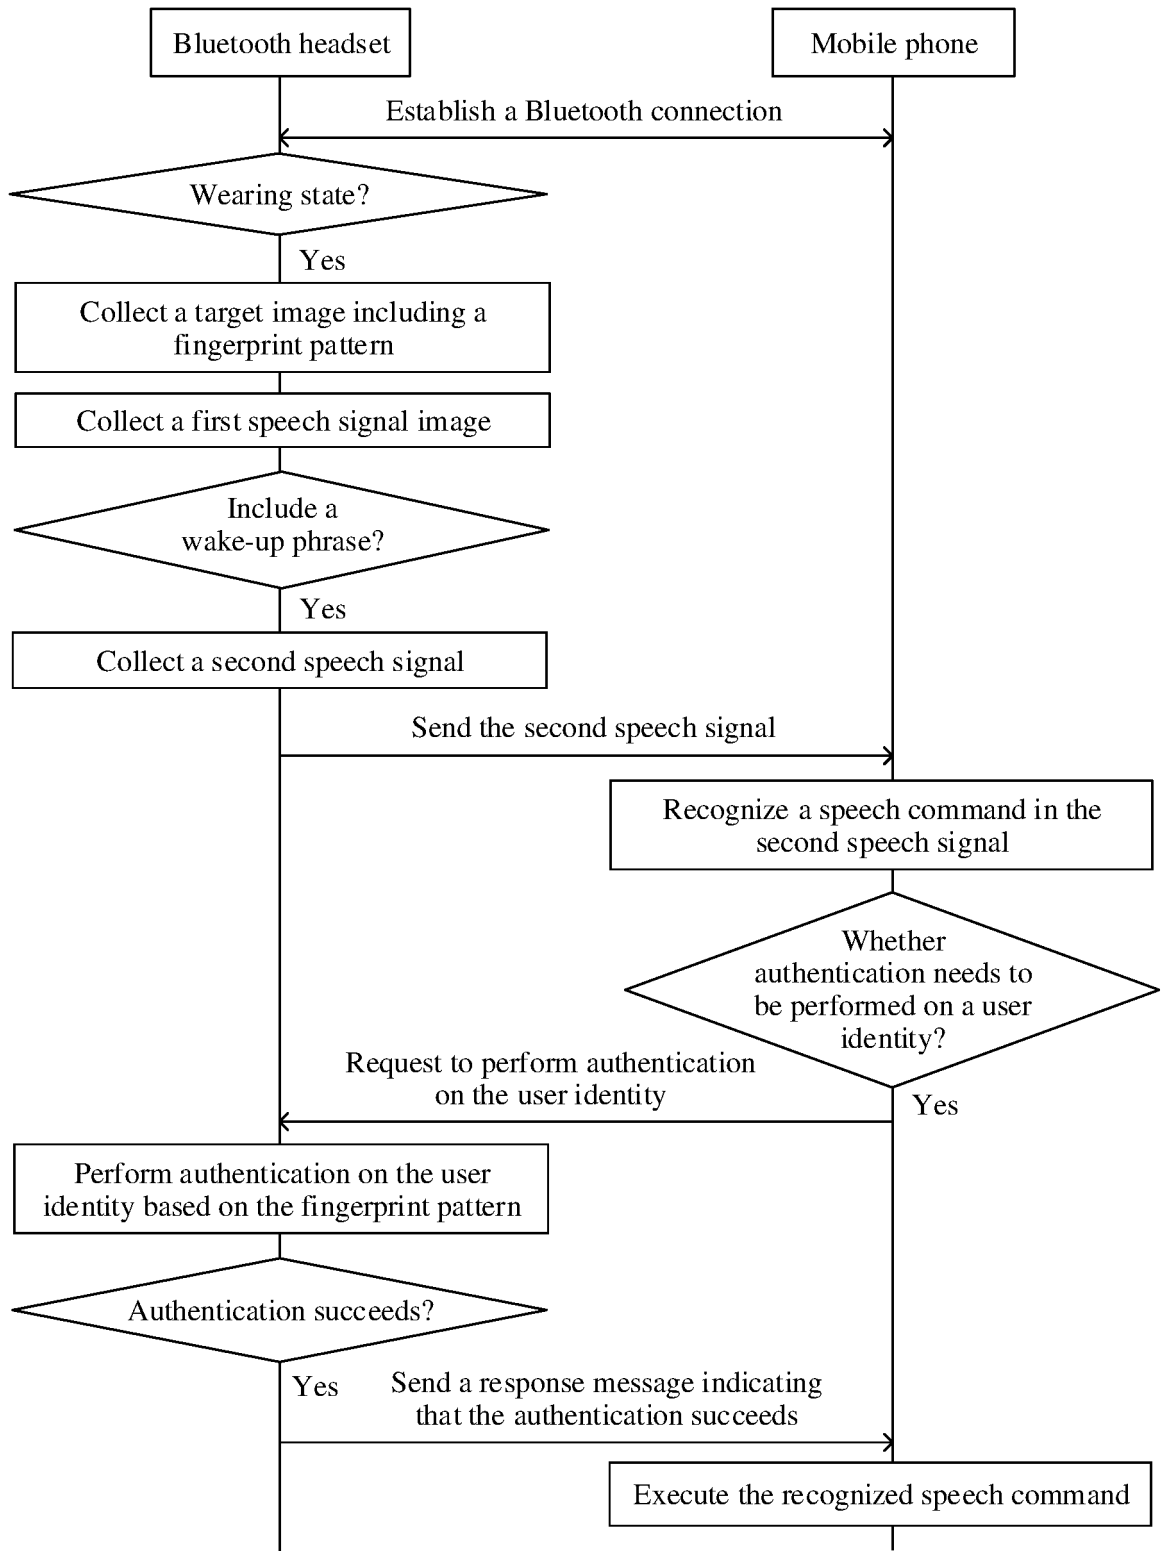 Bluetooth headset
Mobile phone
Establish a Bluetooth connection
Wearing state?
Yes
Collect a target image including a
fingerprint pattern
Collect a first speech signal image
Include a
wake-up phrase?
Yes
Collect a second speech signal
Send the second speech signal
Recognize a speech command in the
second speech signal
Whether
authentication needs to
be performed on a user
identity?
Request to perform authentication
on the user identity
Yes
Perform authentication on the user
identity based on the fingerprint pattern
Authentication succeeds?
Yes
Send a response message indicating
that the authentication succeeds
Execute the recognized speech command